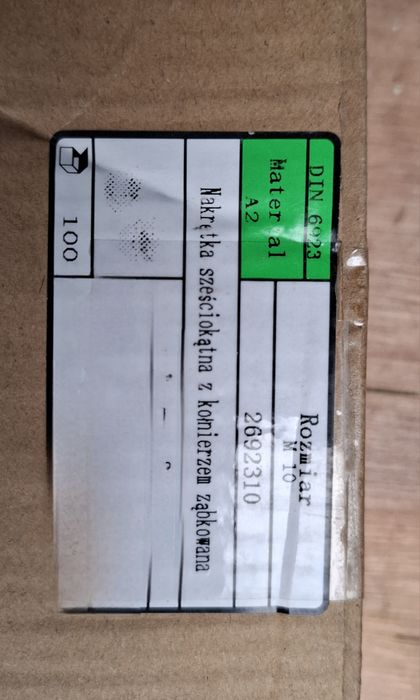 DIN 6923
Rozmiar
M 10
Material
A2
2692310
Nakrętka sześciokątna z kołnierzem ząbkowana
100